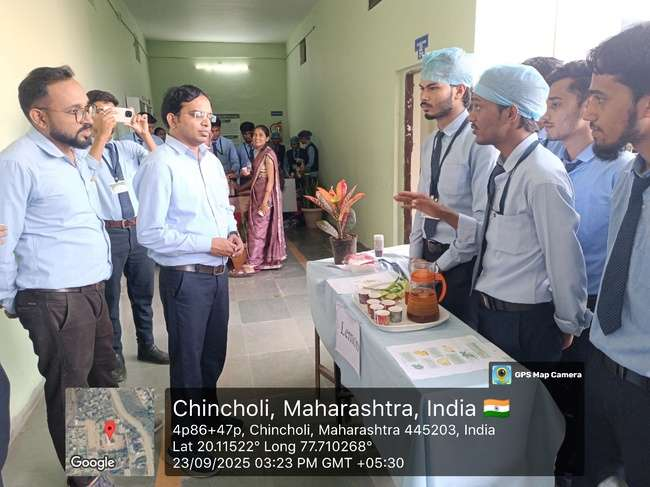 Lemon
GPS Map Camera
Chincholi, Maharashtra, India
4p86+47p, Chincholi, Maharashtra 445203, India
Lat 20.11522° Long 77.710268°
23/09/2025 03:23 PM GMT +05:30
Google